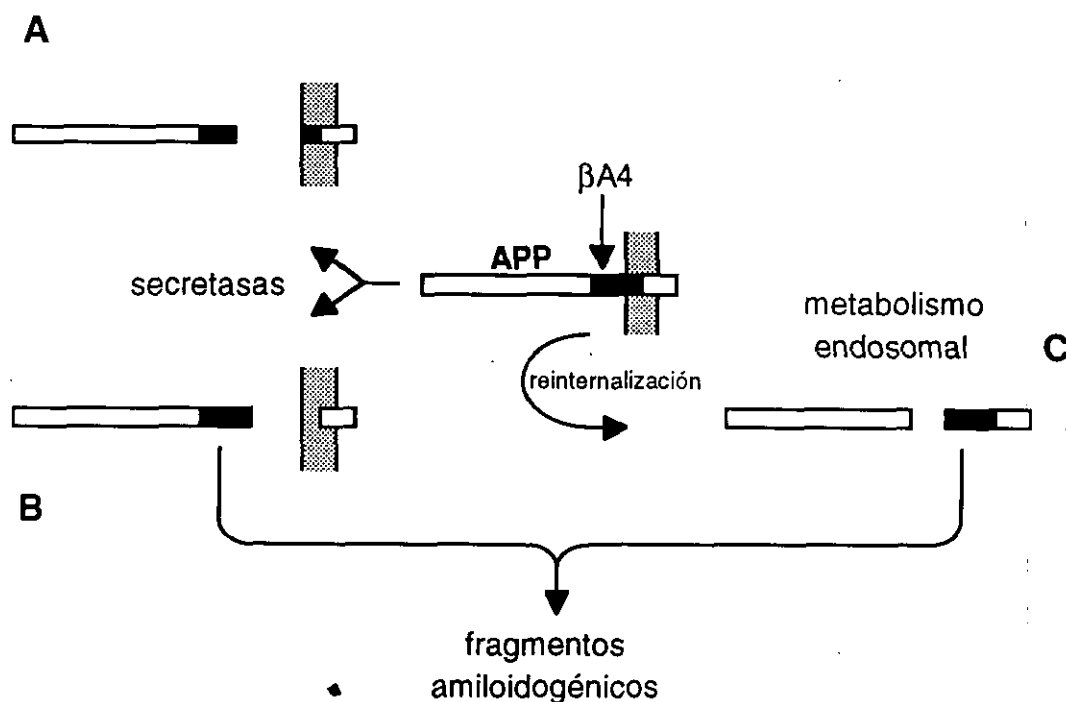 A
βA4
APP
secretasas
metabolismo
endosomal
C
reinternalización
B
fragmentos
amiloidogénicos